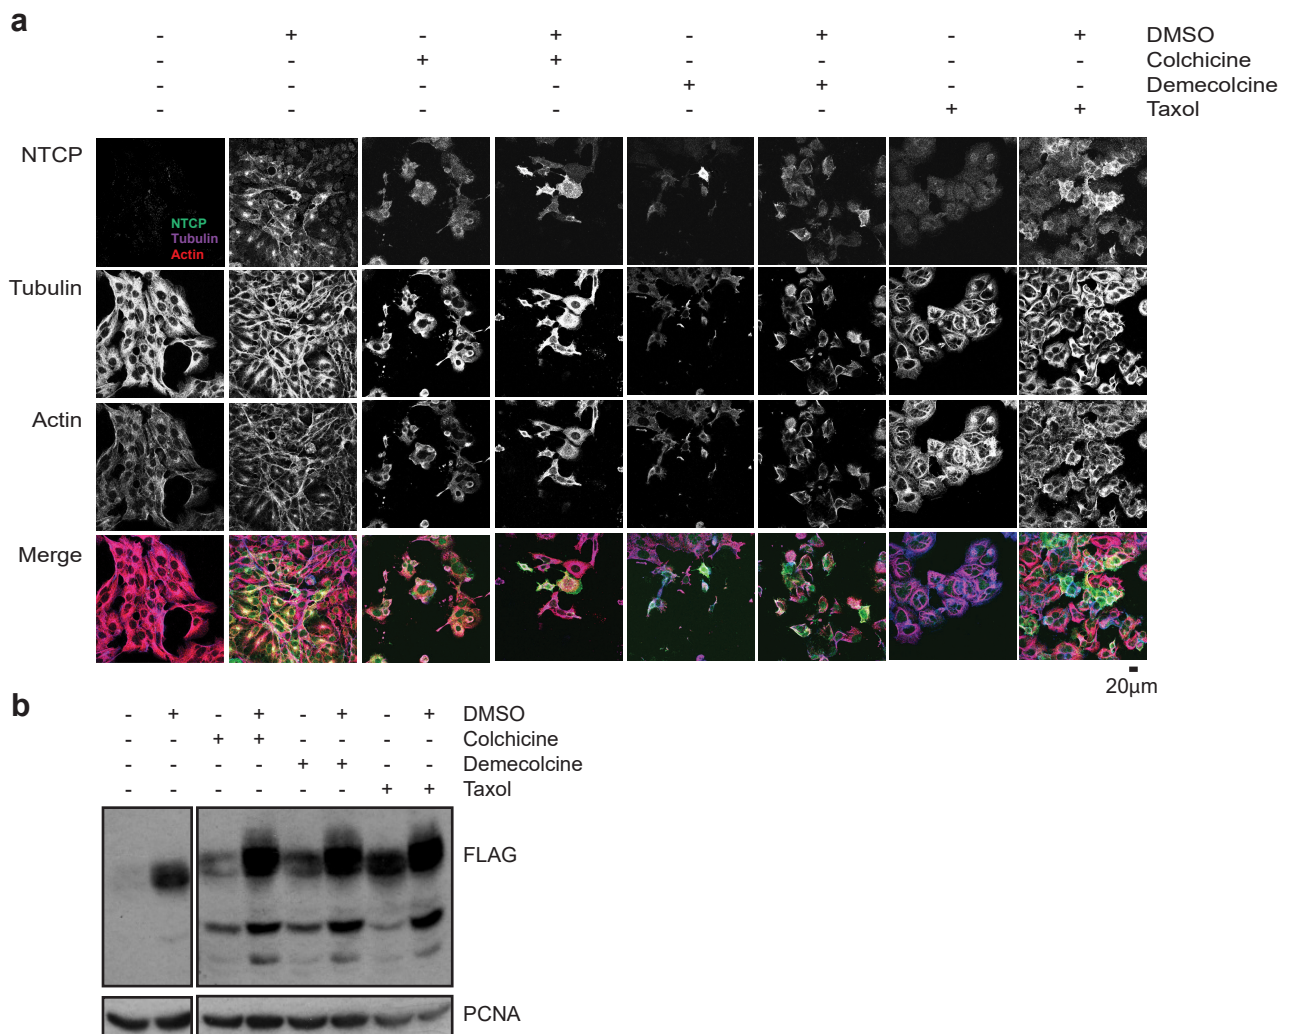 a
- + - + - + - + DMSO
- - + + - - - - Colchicine
- - - - + + - - Demecolcine
- - - - - - + + Taxol
NTCP
NTCP
Tubulin
Actin
Tubulin
Actin
Merge
20μm
b
- + - + - + - + DMSO
- - + + - - - - Colchicine
- - - - + + - - Demecolcine
- - - - - - + + Taxol
FLAG
PCNA